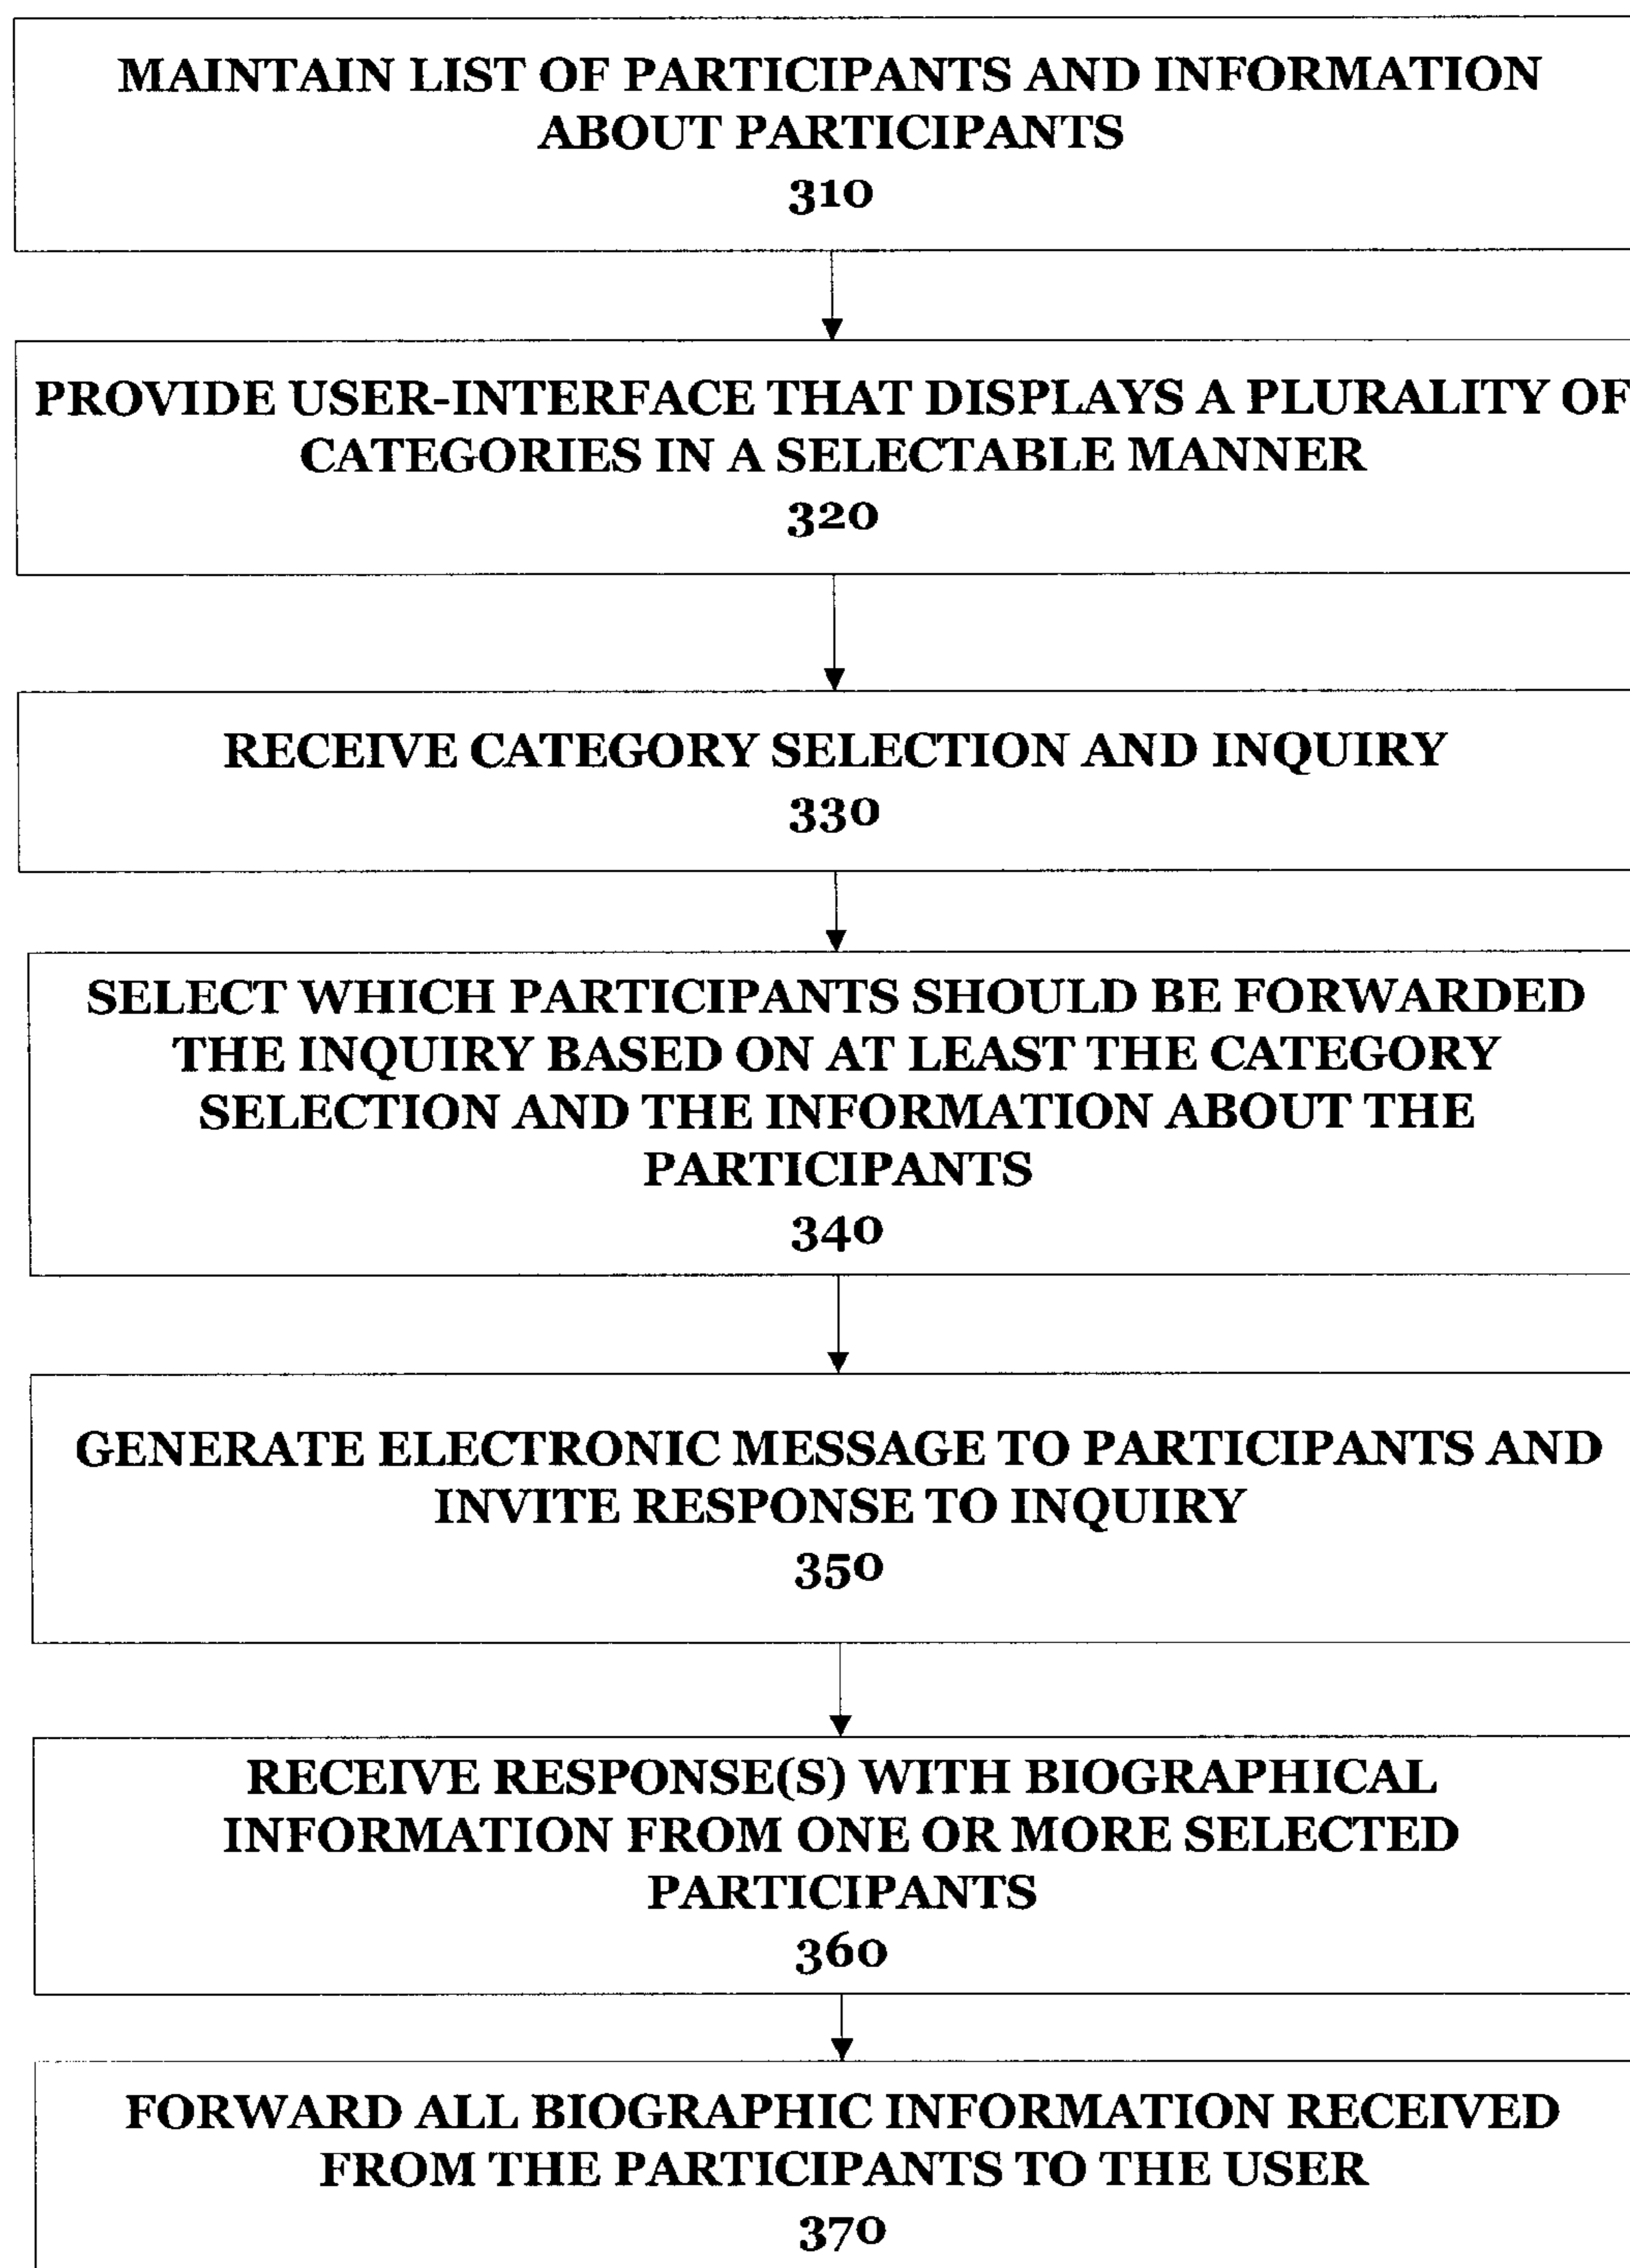 MAINTAIN LIST OF PARTICIPANTS AND INFORMATION
ABOUT PARTICIPANTS
310
PROVIDE USER-INTERFACE THAT DISPLAYS A PLURALITY OF
CATEGORIES IN A SELECTABLE MANNER
320
RECEIVE CATEGORY SELECTION AND INQUIRY
330
SELECT WHICH PARTICIPANTS SHOULD BE FORWARDED
THE INQUIRY BASED ON AT LEAST THE CATEGORY
SELECTION AND THE INFORMATION ABOUT THE
PARTICIPANTS
340
GENERATE ELECTRONIC MESSAGE TO PARTICIPANTS AND
INVITE RESPONSE TO INQUIRY
350
RECEIVE RESPONSE(S) WITH BIOGRAPHICAL
INFORMATION FROM ONE OR MORE SELECTED
PARTICIPANTS
360
FORWARD ALL BIOGRAPHIC INFORMATION RECEIVED
FROM THE PARTICIPANTS TO THE USER
370